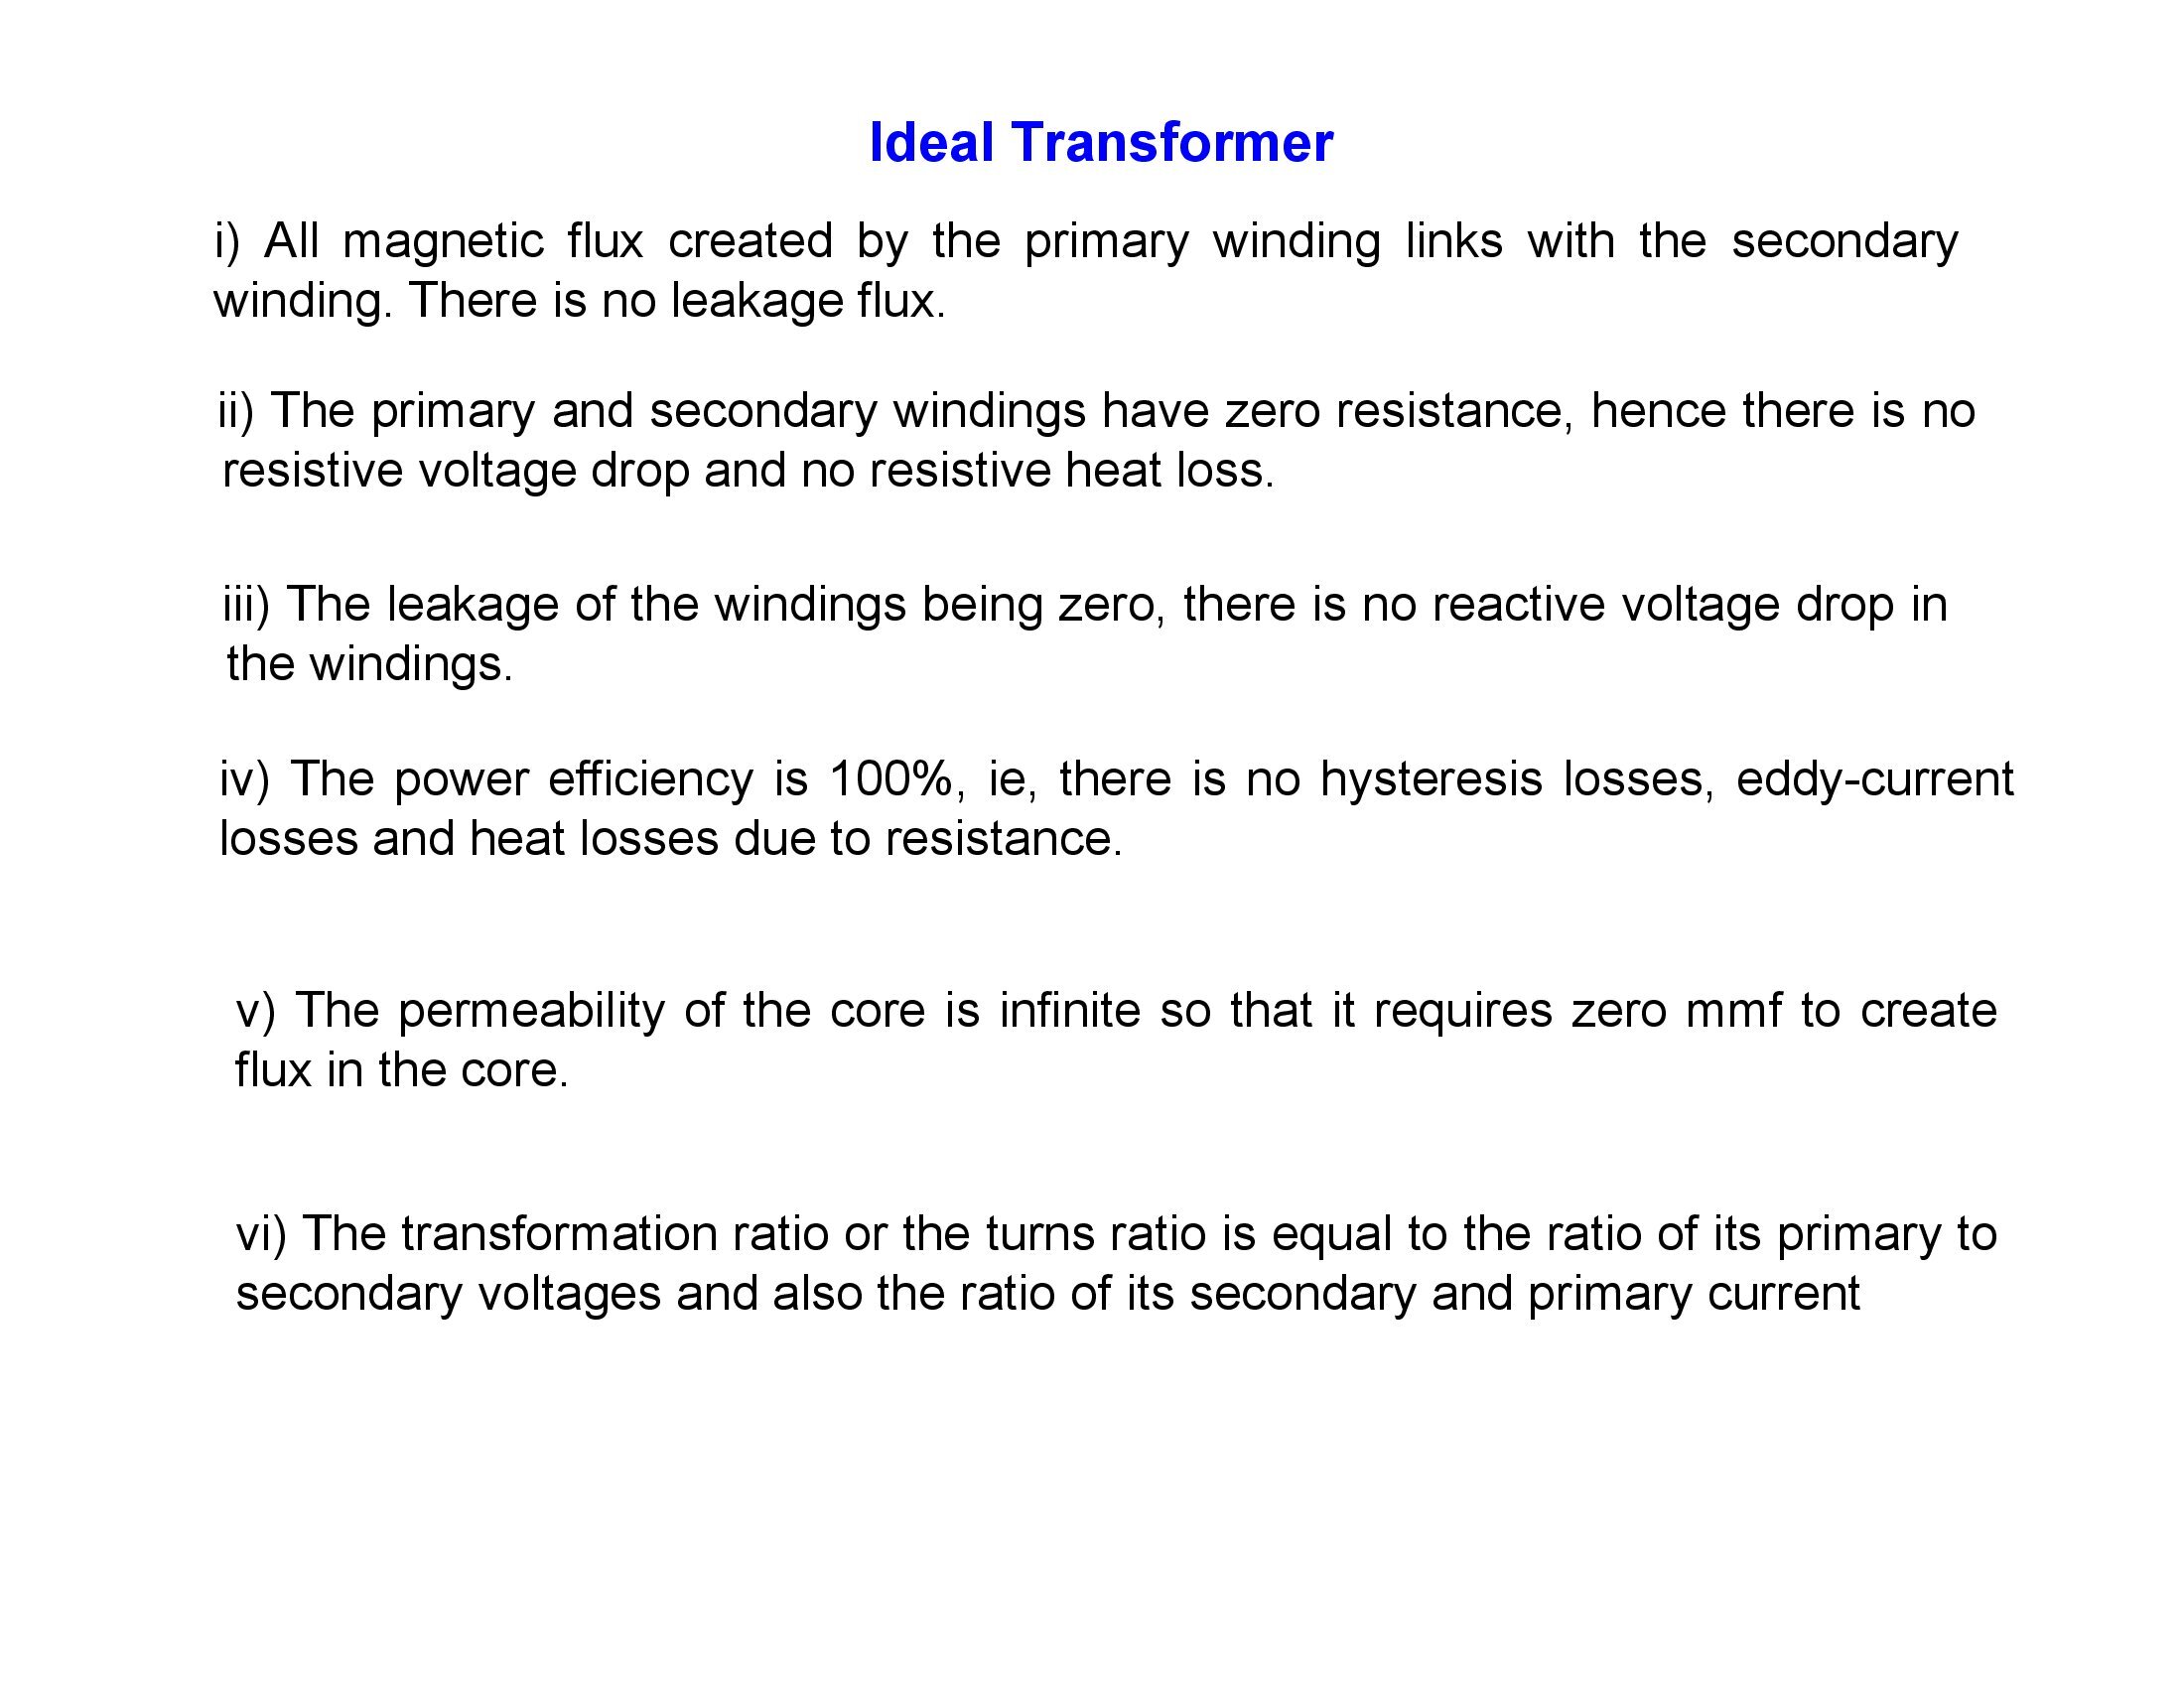 Ideal Transformer
i) All magnetic flux created by the primary winding links with the secondary
winding. There is no leakage flux.
ii) The primary and secondary windings have zero resistance, hence there is no
resistive voltage drop and no resistive heat loss.
iii) The leakage of the windings being zero, there is no reactive voltage drop in
the windings.
iv) The power efficiency is 100%, ie, there is no hysteresis losses, eddy-current
losses and heat losses due to resistance.
v) The permeability of the core is infinite so that it requires zero mmf to create
flux in the core.
vi) The transformation ratio or the turns ratio is equal to the ratio of its primary to
secondary voltages and also the ratio of its secondary and primary current